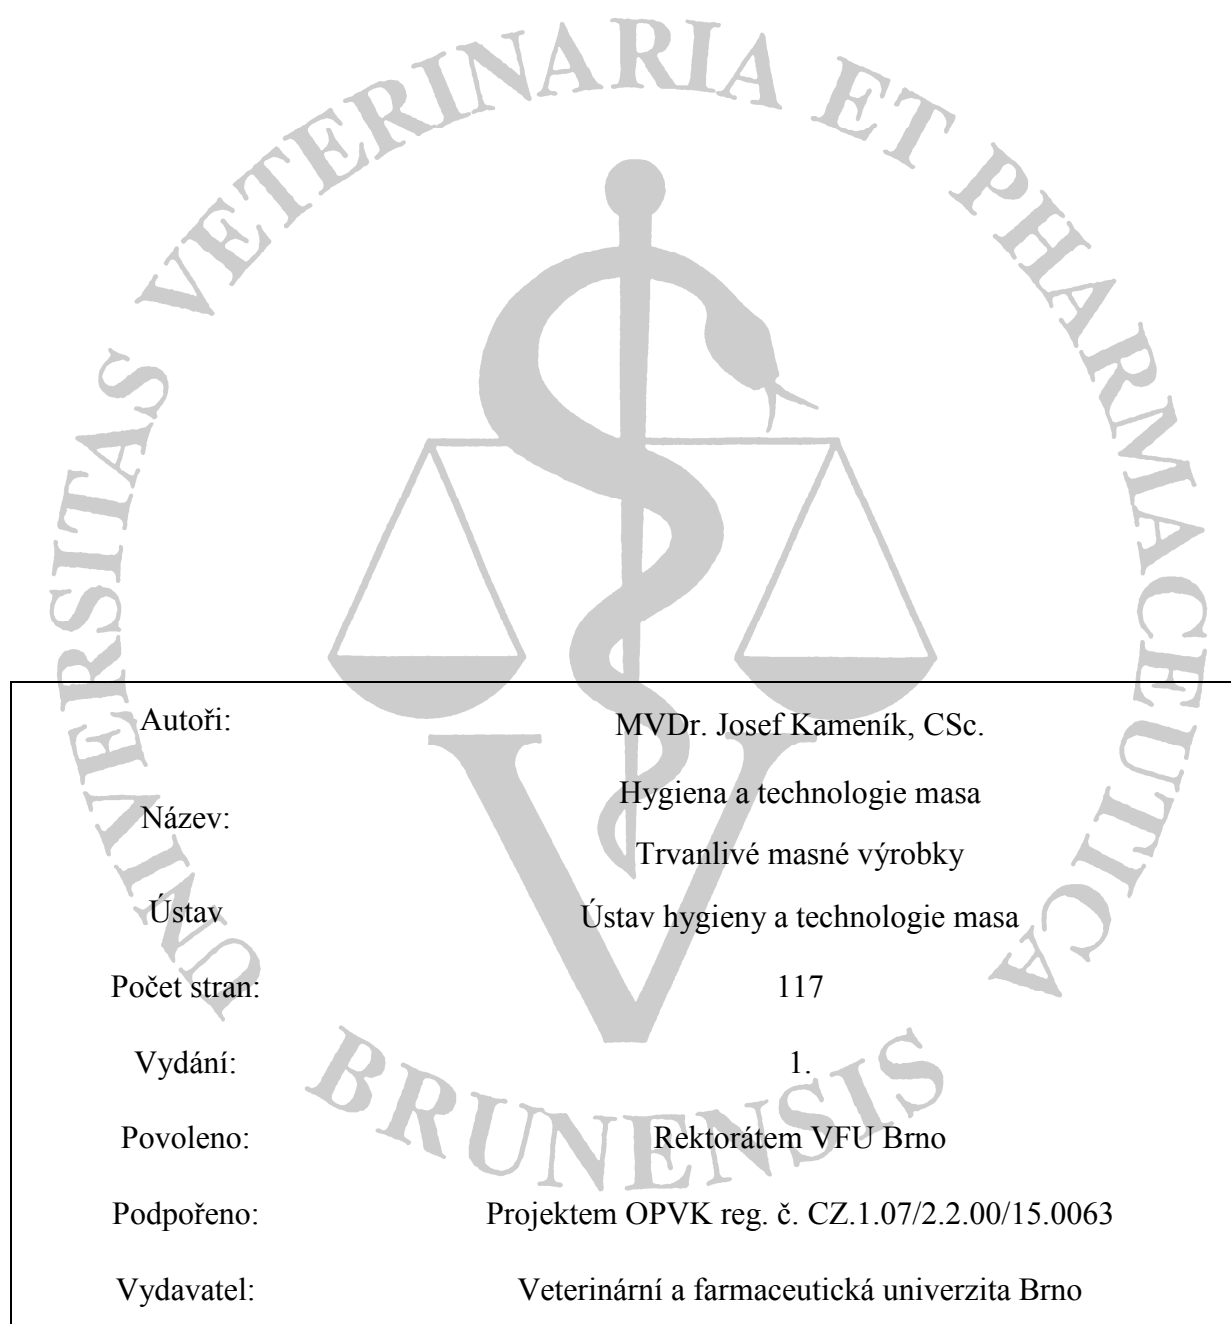 UNIVERSITAS VETERINARIA ET PHARMACEUTICA
BRUNENSIS
Autoři: MVDr. Josef Kameník, CSc.
Název: Hygiena a technologie masa
Trvanlivé masné výrobky
Ústav Ústav hygieny a technologie masa
Počet stran: 117
Vydání: 1.
Povoleno: Rektorátem VFU Brno
Podpořeno: Projektem OPVK reg. č. CZ.1.07/2.2.00/15.0063
Vydavatel: Veterinární a farmaceutická univerzita Brno